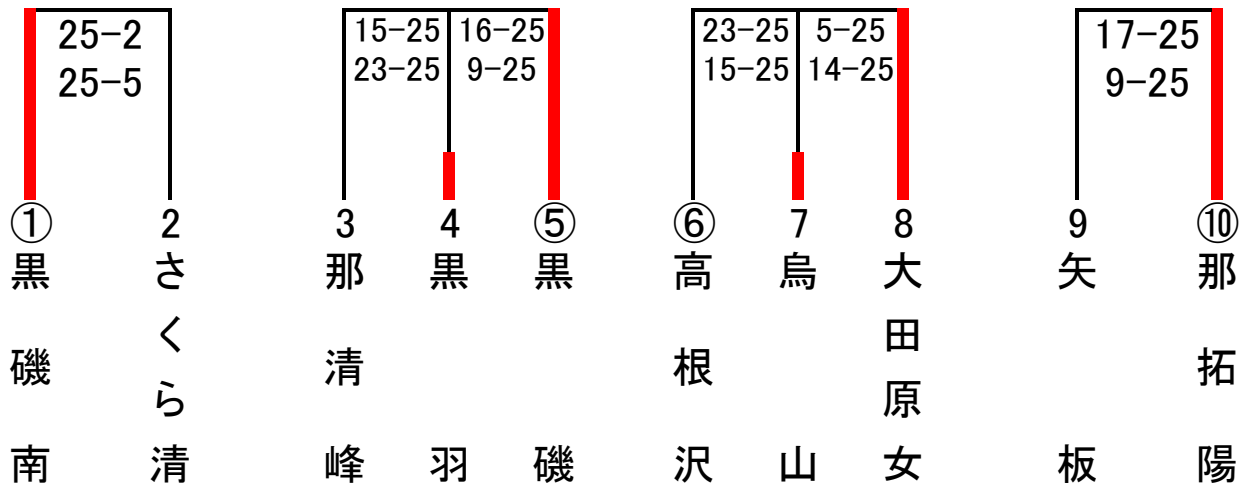 25-2
25-5
15-25
23-25
16-25
9-25
23-25
15-25
5-25
14-25
17-25
9-25
①
黒磯南
2
さくら清
3
那清峰
4
黒羽
⑤
黒磯
⑥
高根沢
7
烏山
8
大田原女
9
矢板
⑩
那拓陽